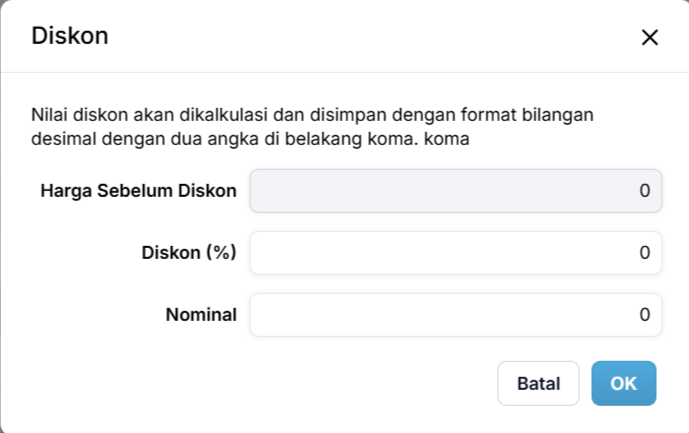 Diskon
Nilai diskon akan dikalkulasi dan disimpan dengan format bilangan
desimal dengan dua angka di belakang koma. koma
Harga Sebelum Diskon 0
Diskon (%) 0
Nominal 0
Batal OK